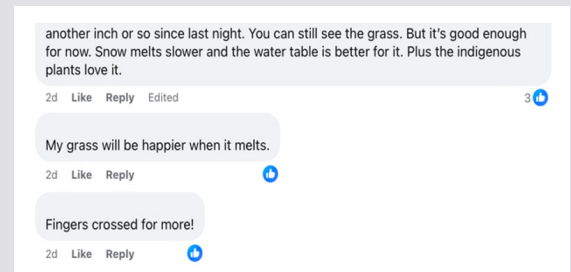 another inch or so since last night. You can still see the grass. But it's good enough
for now. Snow melts slower and the water table is better for it. Plus the indigenous
plants love it.
2d Like Reply Edited 3
My grass will be happier when it melts.
2d Like Reply
Fingers crossed for more!
2d Like Reply